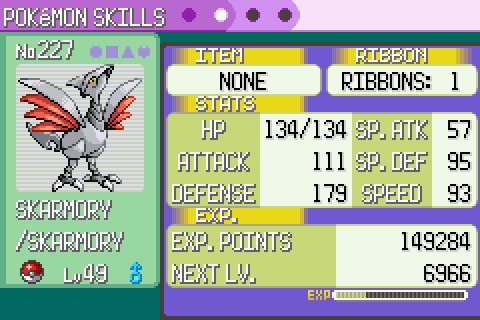 POKéMON SKILLS
No227
ITEM RIBBON
NONE RIBBONS: 1
STATS
HP 134/134 SP. ATK 57
ATTACK 111 SP. DEF 95
DEFENSE 179 SPEED 93
SKARMORY
/SKARMORY
Lv49 ♂
EXP.
EXP. POINTS 149284
NEXT LV. 6966
EXP